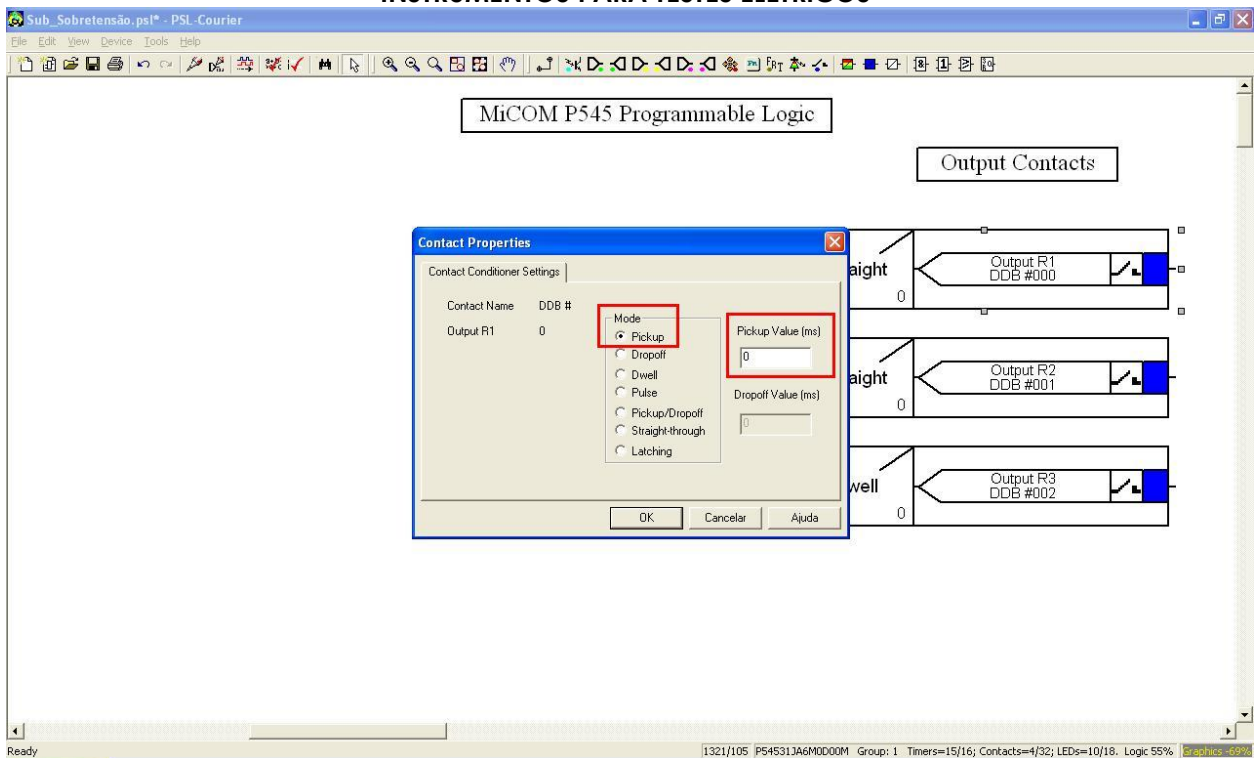 INSTRUMENTOS PARA TESTES ELÉTRICOS
Sub_Sobretensão.psl* - PSL-Courier
File Edit View Device Tools Help
MiCOM P545 Programmable Logic
Output Contacts
Contact Properties
Contact Conditioner Settings
Contact Name DDB #
Output R1 0
Mode
Pickup
Dropoff
Dwell
Pulse
Pickup/Dropoff
Straight-through
Latching
Pickup Value (ms)
0
Dropoff Value (ms)
0
OK Cancelar Ajuda
aight
0
Output R1
DDB #000
aight
0
Output R2
DDB #001
well
0
Output R3
DDB #002
Ready
1321/105 P54531JA6M0D00M Group: 1 Timers=15/16; Contacts=4/32; LEDs=10/18. Logic 55% Graphics -69%